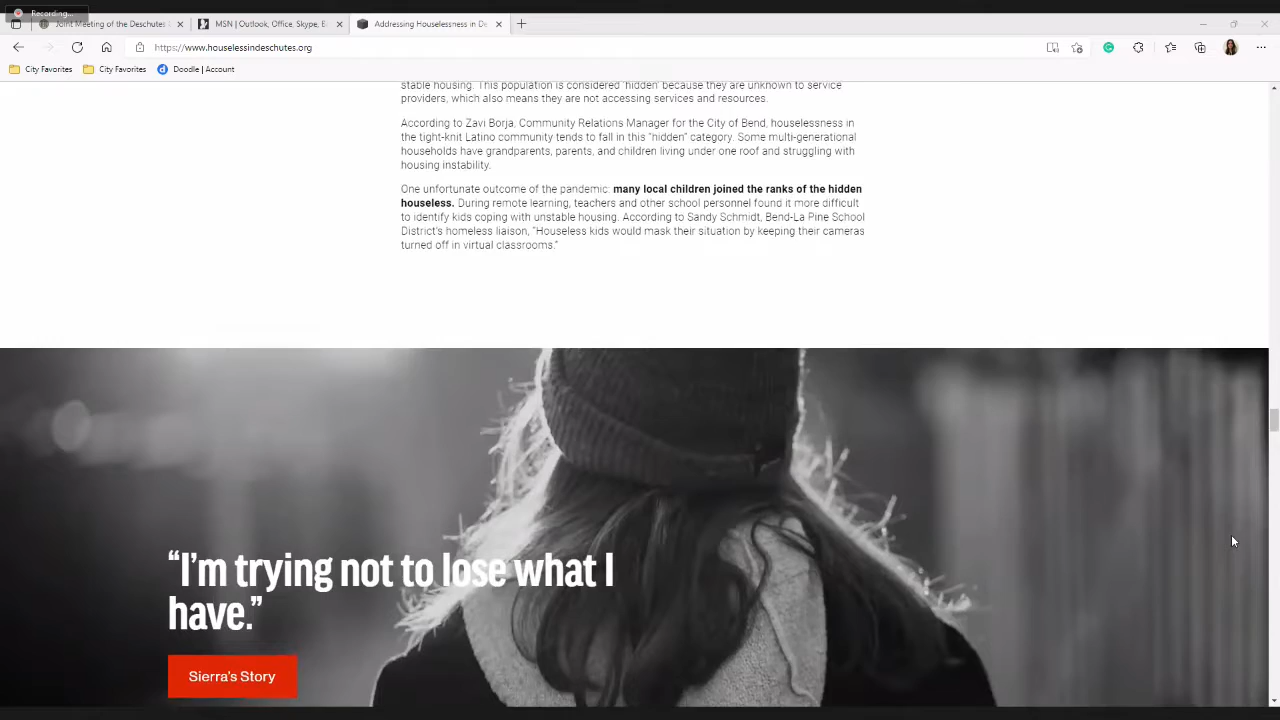 Recording...
Joint Meeting of the Deschutes
MSN | Outlook, Office, Skype, B
Addressing Houselessness in De
https://www.houselessindeschutes.org
City Favorites
City Favorites
Doodle | Account
stable housing. This population is considered 'hidden' because they are unknown to service
providers, which also means they are not accessing services and resources.
According to Zavi Borja, Community Relations Manager for the City of Bend, houselessness in
the tight-knit Latino community tends to fall in this "hidden" category. Some multi-generational
households have grandparents, parents, and children living under one roof and struggling with
housing instability.
One unfortunate outcome of the pandemic: many local children joined the ranks of the hidden
houseless. During remote learning, teachers and other school personnel found it more difficult
to identify kids coping with unstable housing. According to Sandy Schmidt, Bend-La Pine School
District's homeless liaison, "Houseless kids would mask their situation by keeping their cameras
turned off in virtual classrooms."
"I'm trying not to lose what I
have."
Sierra's Story